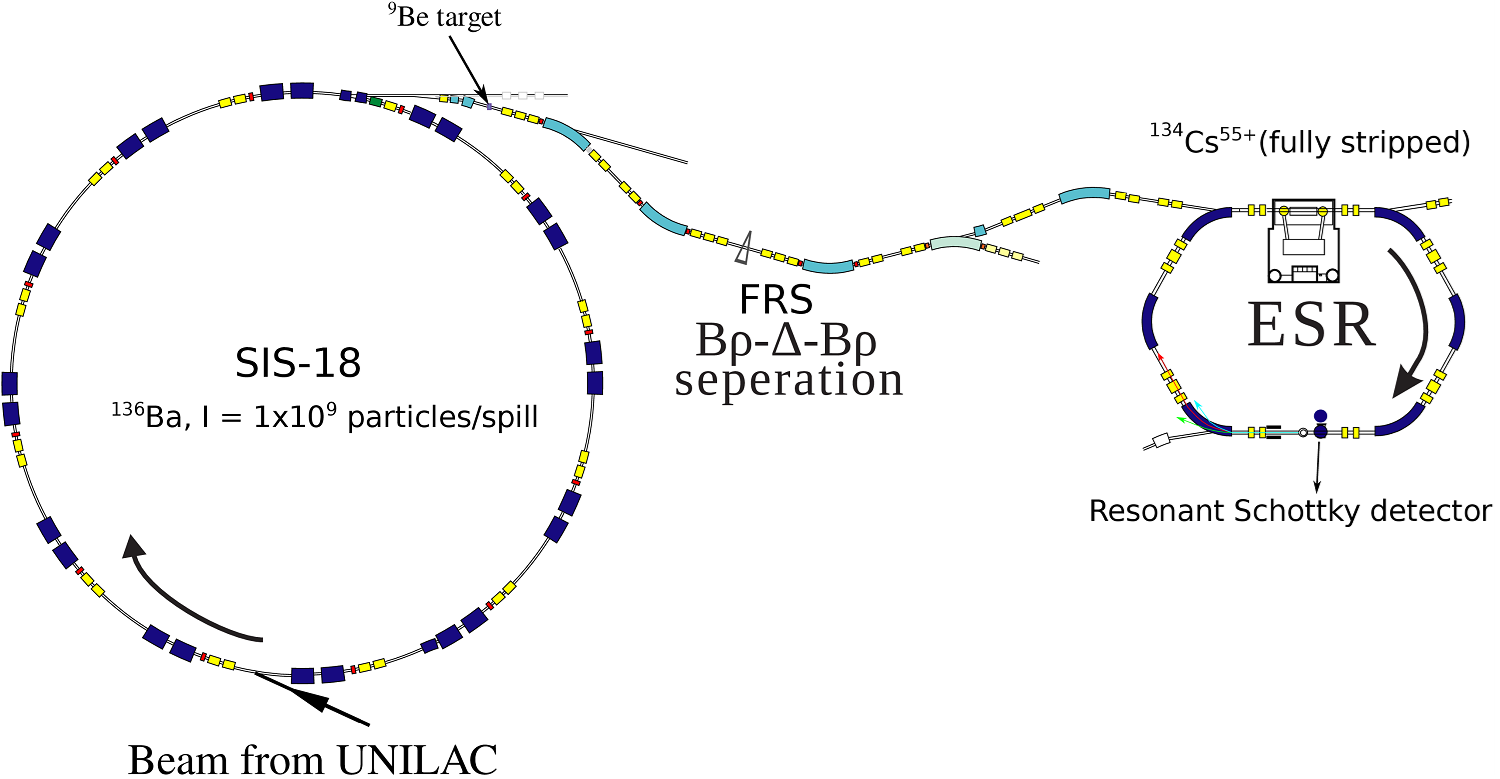 ⁹Be target
¹³⁴Cs⁵⁵⁺(fully stripped)
FRS
Bρ-Δ-Bρ
seperation
ESR
SIS-18
¹³⁶Ba, I = 1x10⁹ particles/spill
Resonant Schottky detector
Beam from UNILAC